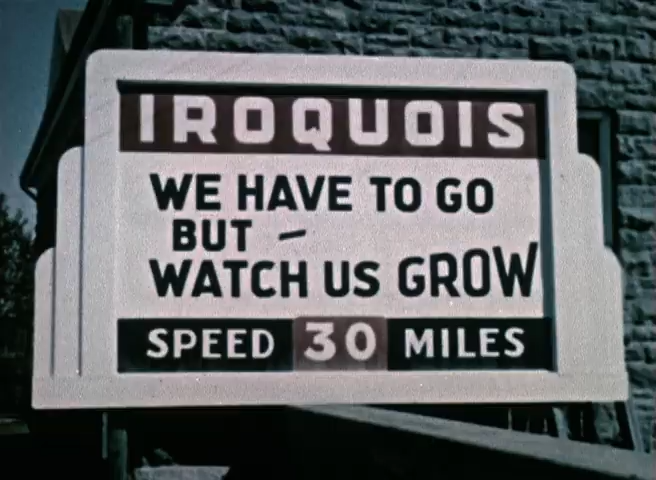 IROQUOIS
WE HAVE TO GO
BUT –
WATCH US GROW
SPEED 30 MILES